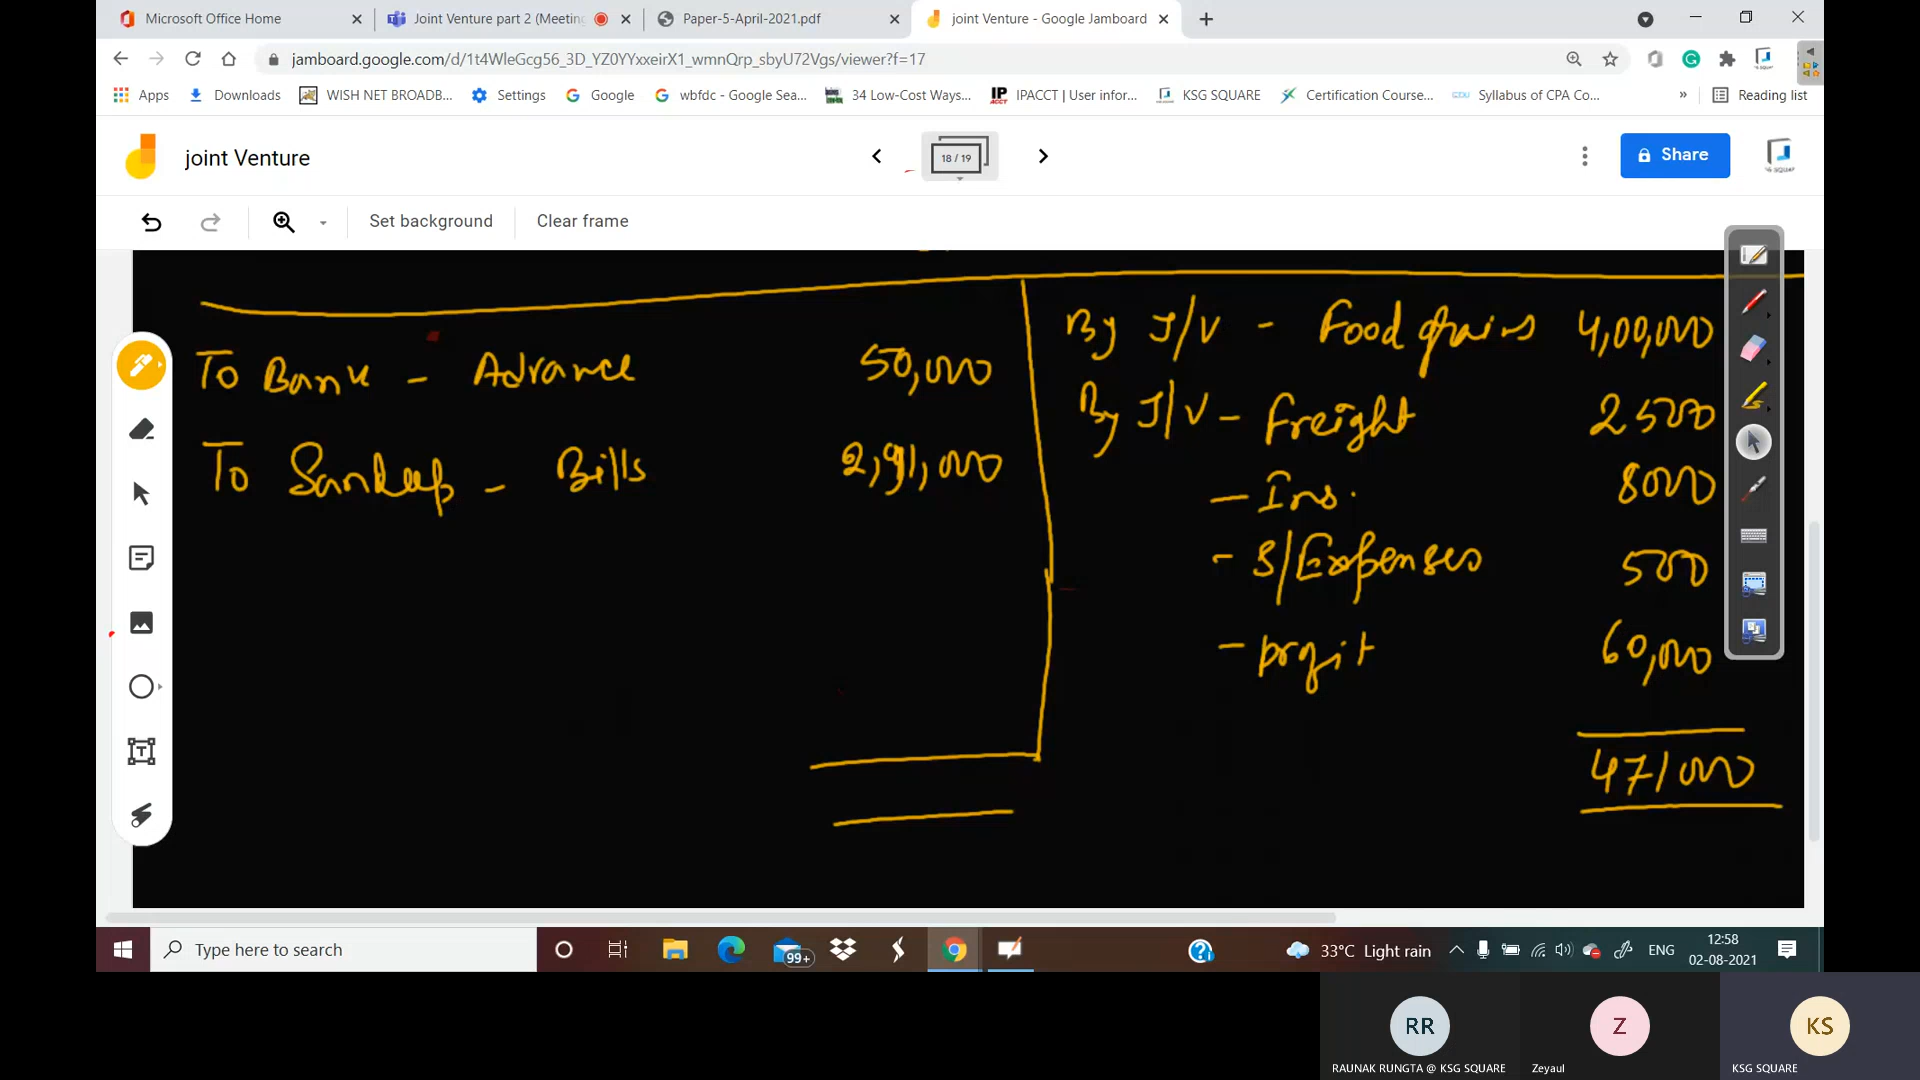 Microsoft Office Home
Joint Venture part 2 (Meeting
Paper-5-April-2021.pdf
joint Venture - Google Jamboard
jamboard.google.com/d/1t4WleGcg56_3D_YZ0YYxxeirX1_wmnQrp_sbyU72Vgs/viewer?f=17
Apps
Downloads
WISH NET BROADB...
Settings
Google
wbfdc - Google Sea...
34 Low-Cost Ways...
IPACCT | User infor...
KSG SQUARE
Certification Course...
Syllabus of CPA Co...
»
Reading list
joint Venture
18 / 19
Share
Set background
Clear frame
By J/V - Food grains 4,00,000
To Bank - Advance 50,000
By J/V - Freight 2500
To Sandeep - Bills 2,91,000
- Ins. 8000
- S/Expenses 500
- profit 60,000
471000
Type here to search
99+
33°C Light rain
ENG
12:58
02-08-2021
RR
Z
KS
RAUNAK RUNGTA @ KSG SQUARE
Zeyaul
KSG SQUARE